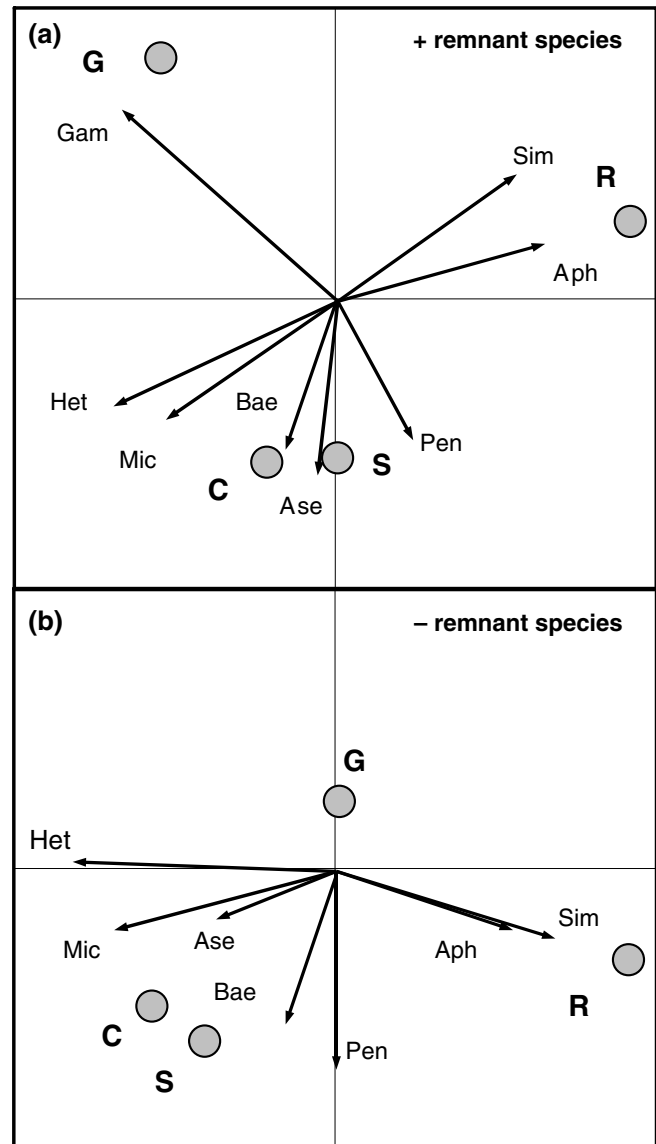 (a) + remnant species
G
Gam
Sim
R
Aph
Het
Bae
Mic
Pen
S
C
Ase
(b) – remnant species
G
Het
Sim
Mic
Ase
Aph
Bae
R
C
Pen
S